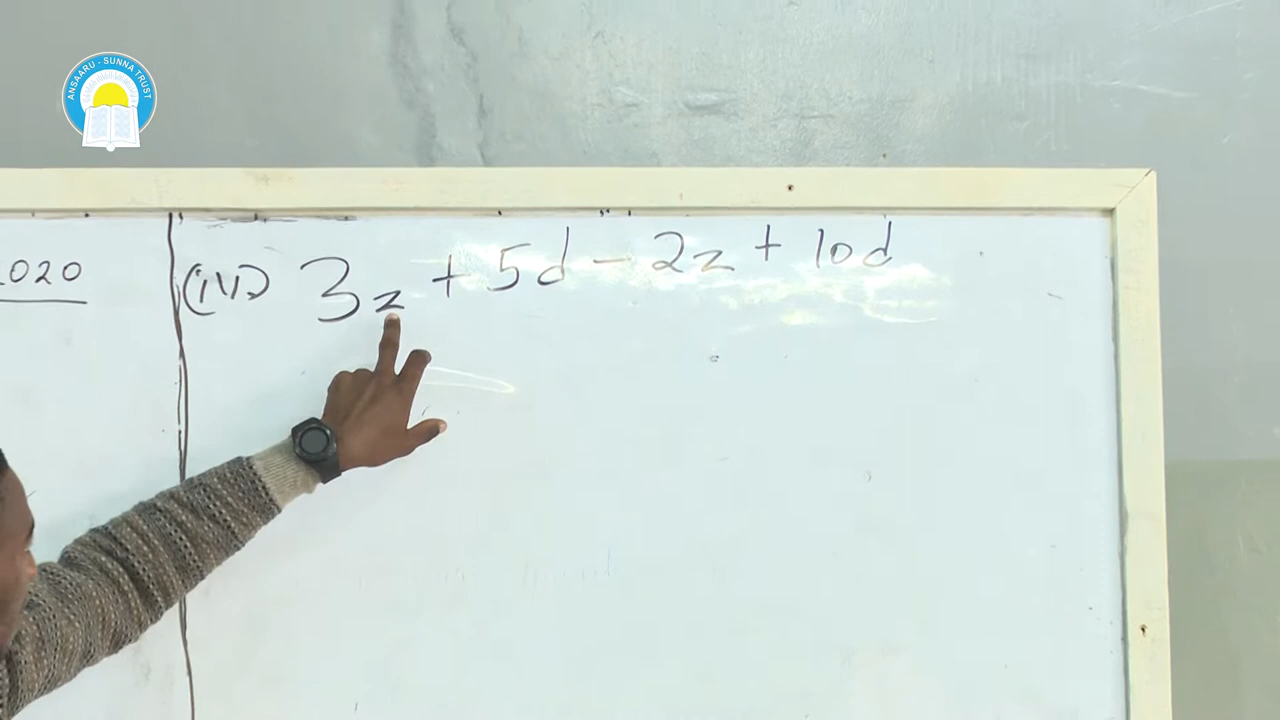 ANSAARU - SUNNA TRUST
2020
(iv) 3z + 5d - 2z + 10d